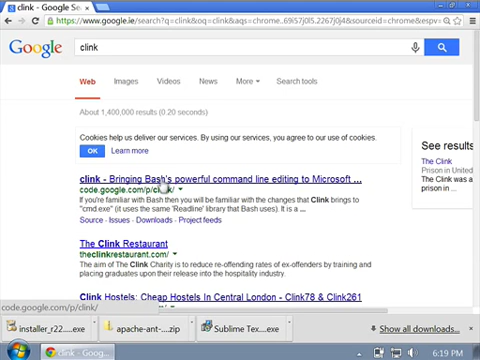 clink - Google Search
https://www.google.ie/search?q=clink&oq=clink&aqs=chrome..69i57j0l5.2267j0j4&sourceid=chrome&espv
Google
clink
Web Images Videos News More Search tools
About 1,400,000 results (0.20 seconds)
Cookies help us deliver our services. By using our services, you agree to our use of cookies.
OK Learn more
See results
The Clink
Prison in United
The Clink was a
prison in ...
clink - Bringing Bash's powerful command line editing to Microsoft ...
code.google.com/p/clink/
If you're familiar with Bash then you will be familiar with the changes that Clink brings to
"cmd.exe" (it uses the same 'Readline' library that Bash uses). It is a ...
Source - Issues - Downloads - Project feeds
The Clink Restaurant
theclinkrestaurant.com/
The aim of The Clink Charity is to reduce re-offending rates of ex-offenders by training and
placing graduates upon their release into the hospitality industry.
Clink Hostels: Cheap Hostels In Central London - Clink78 & Clink261
code.google.com/p/clink/
installer_r22....exe
apache-ant-....zip
Sublime Tex....exe
Show all downloads...
clink - Goog...
6:19 PM